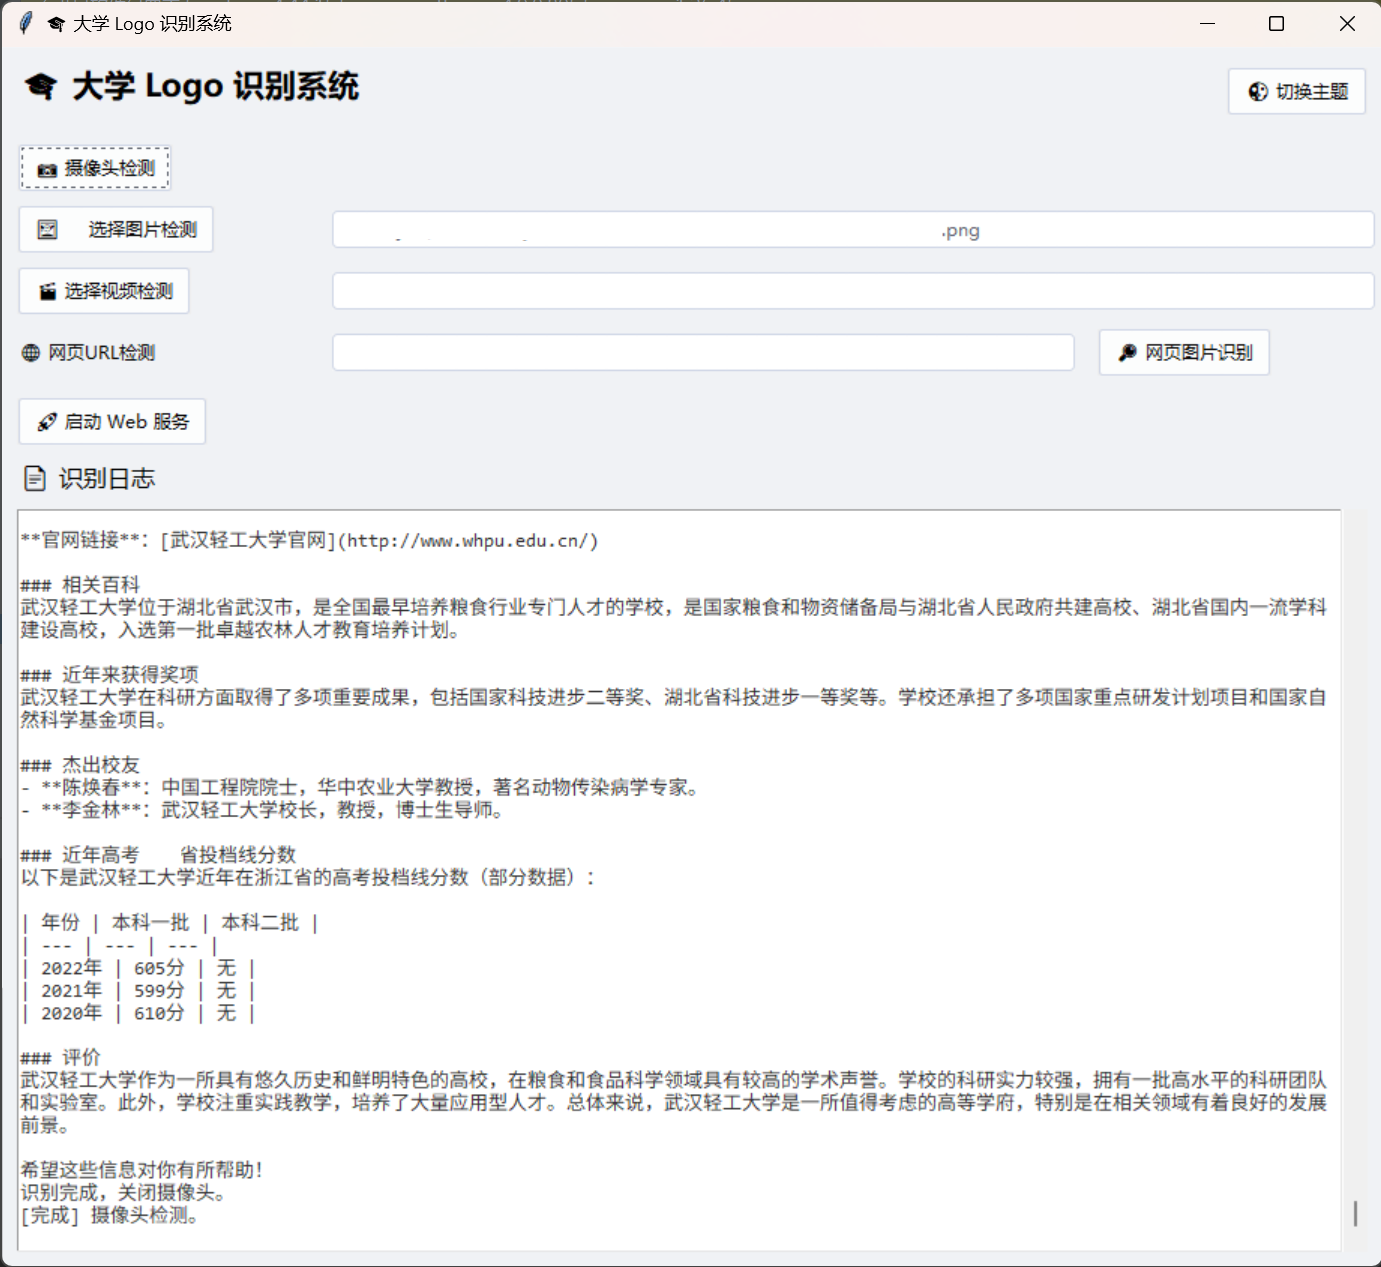 大学 Logo 识别系统
大学 Logo 识别系统
切换主题
摄像头检测
选择图片检测
.png
选择视频检测
网页URL检测
网页图片识别
启动 Web 服务
识别日志
**官网链接**：[武汉轻工大学官网](http://www.whpu.edu.cn/)
### 相关百科
武汉轻工大学位于湖北省武汉市，是全国最早培养粮食行业专门人才的学校，是国家粮食和物资储备局与湖北省人民政府共建高校、湖北省国内一流学科
建设高校，入选第一批卓越农林人才教育培养计划。
### 近年来获得奖项
武汉轻工大学在科研方面取得了多项重要成果，包括国家科技进步二等奖、湖北省科技进步一等奖等。学校还承担了多项国家重点研发计划项目和国家自
然科学基金项目。
### 杰出校友
- **陈焕春**：中国工程院院士，华中农业大学教授，著名动物传染病学专家。
- **李金林**：武汉轻工大学校长，教授，博士生导师。
### 近年高考 省投档线分数
以下是武汉轻工大学近年在浙江省的高考投档线分数（部分数据）：
| 年份 | 本科一批 | 本科二批 |
| --- | --- | --- |
| 2022年 | 605分 | 无 |
| 2021年 | 599分 | 无 |
| 2020年 | 610分 | 无 |
### 评价
武汉轻工大学作为一所具有悠久历史和鲜明特色的高校，在粮食和食品科学领域具有较高的学术声誉。学校的科研实力较强，拥有一批高水平的科研团队
和实验室。此外，学校注重实践教学，培养了大量应用型人才。总体来说，武汉轻工大学是一所值得考虑的高等学府，特别是在相关领域有着良好的发展
前景。
希望这些信息对你有所帮助！
识别完成，关闭摄像头。
[完成] 摄像头检测。